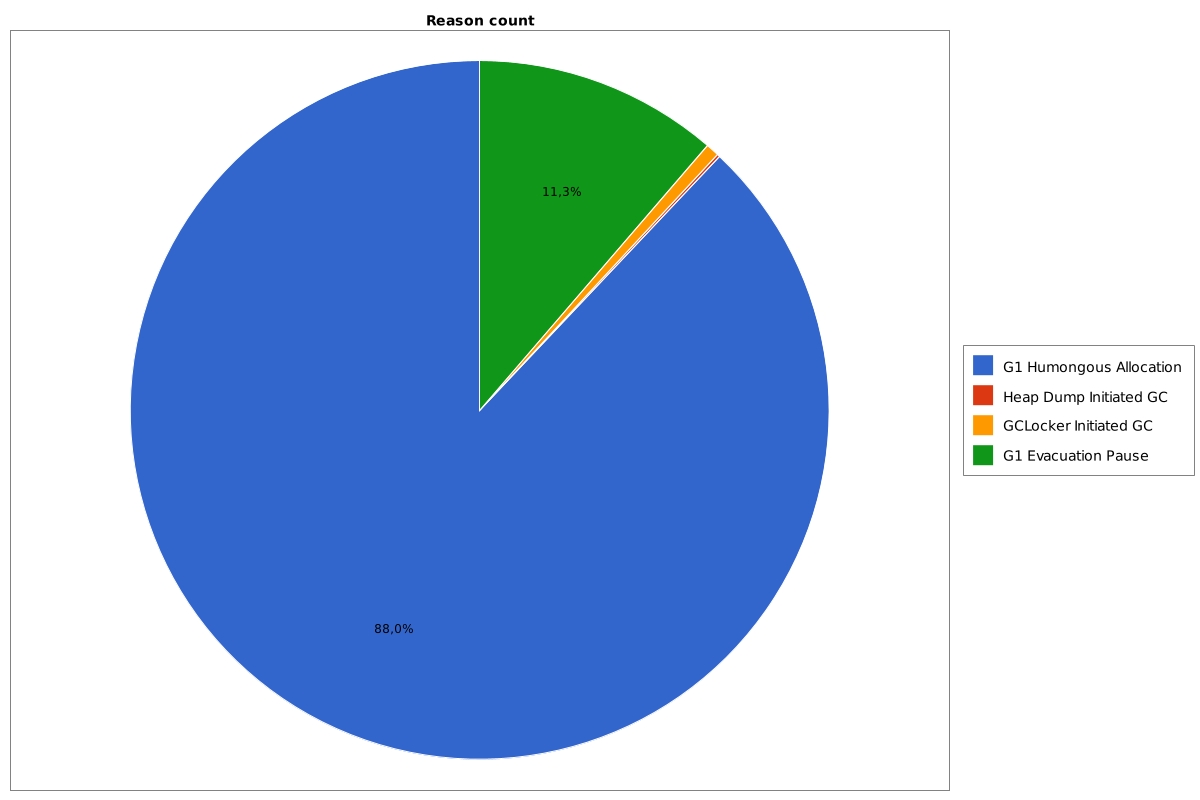 Reason count
11,3%
88,0%
G1 Humongous Allocation
Heap Dump Initiated GC
GCLocker Initiated GC
G1 Evacuation Pause